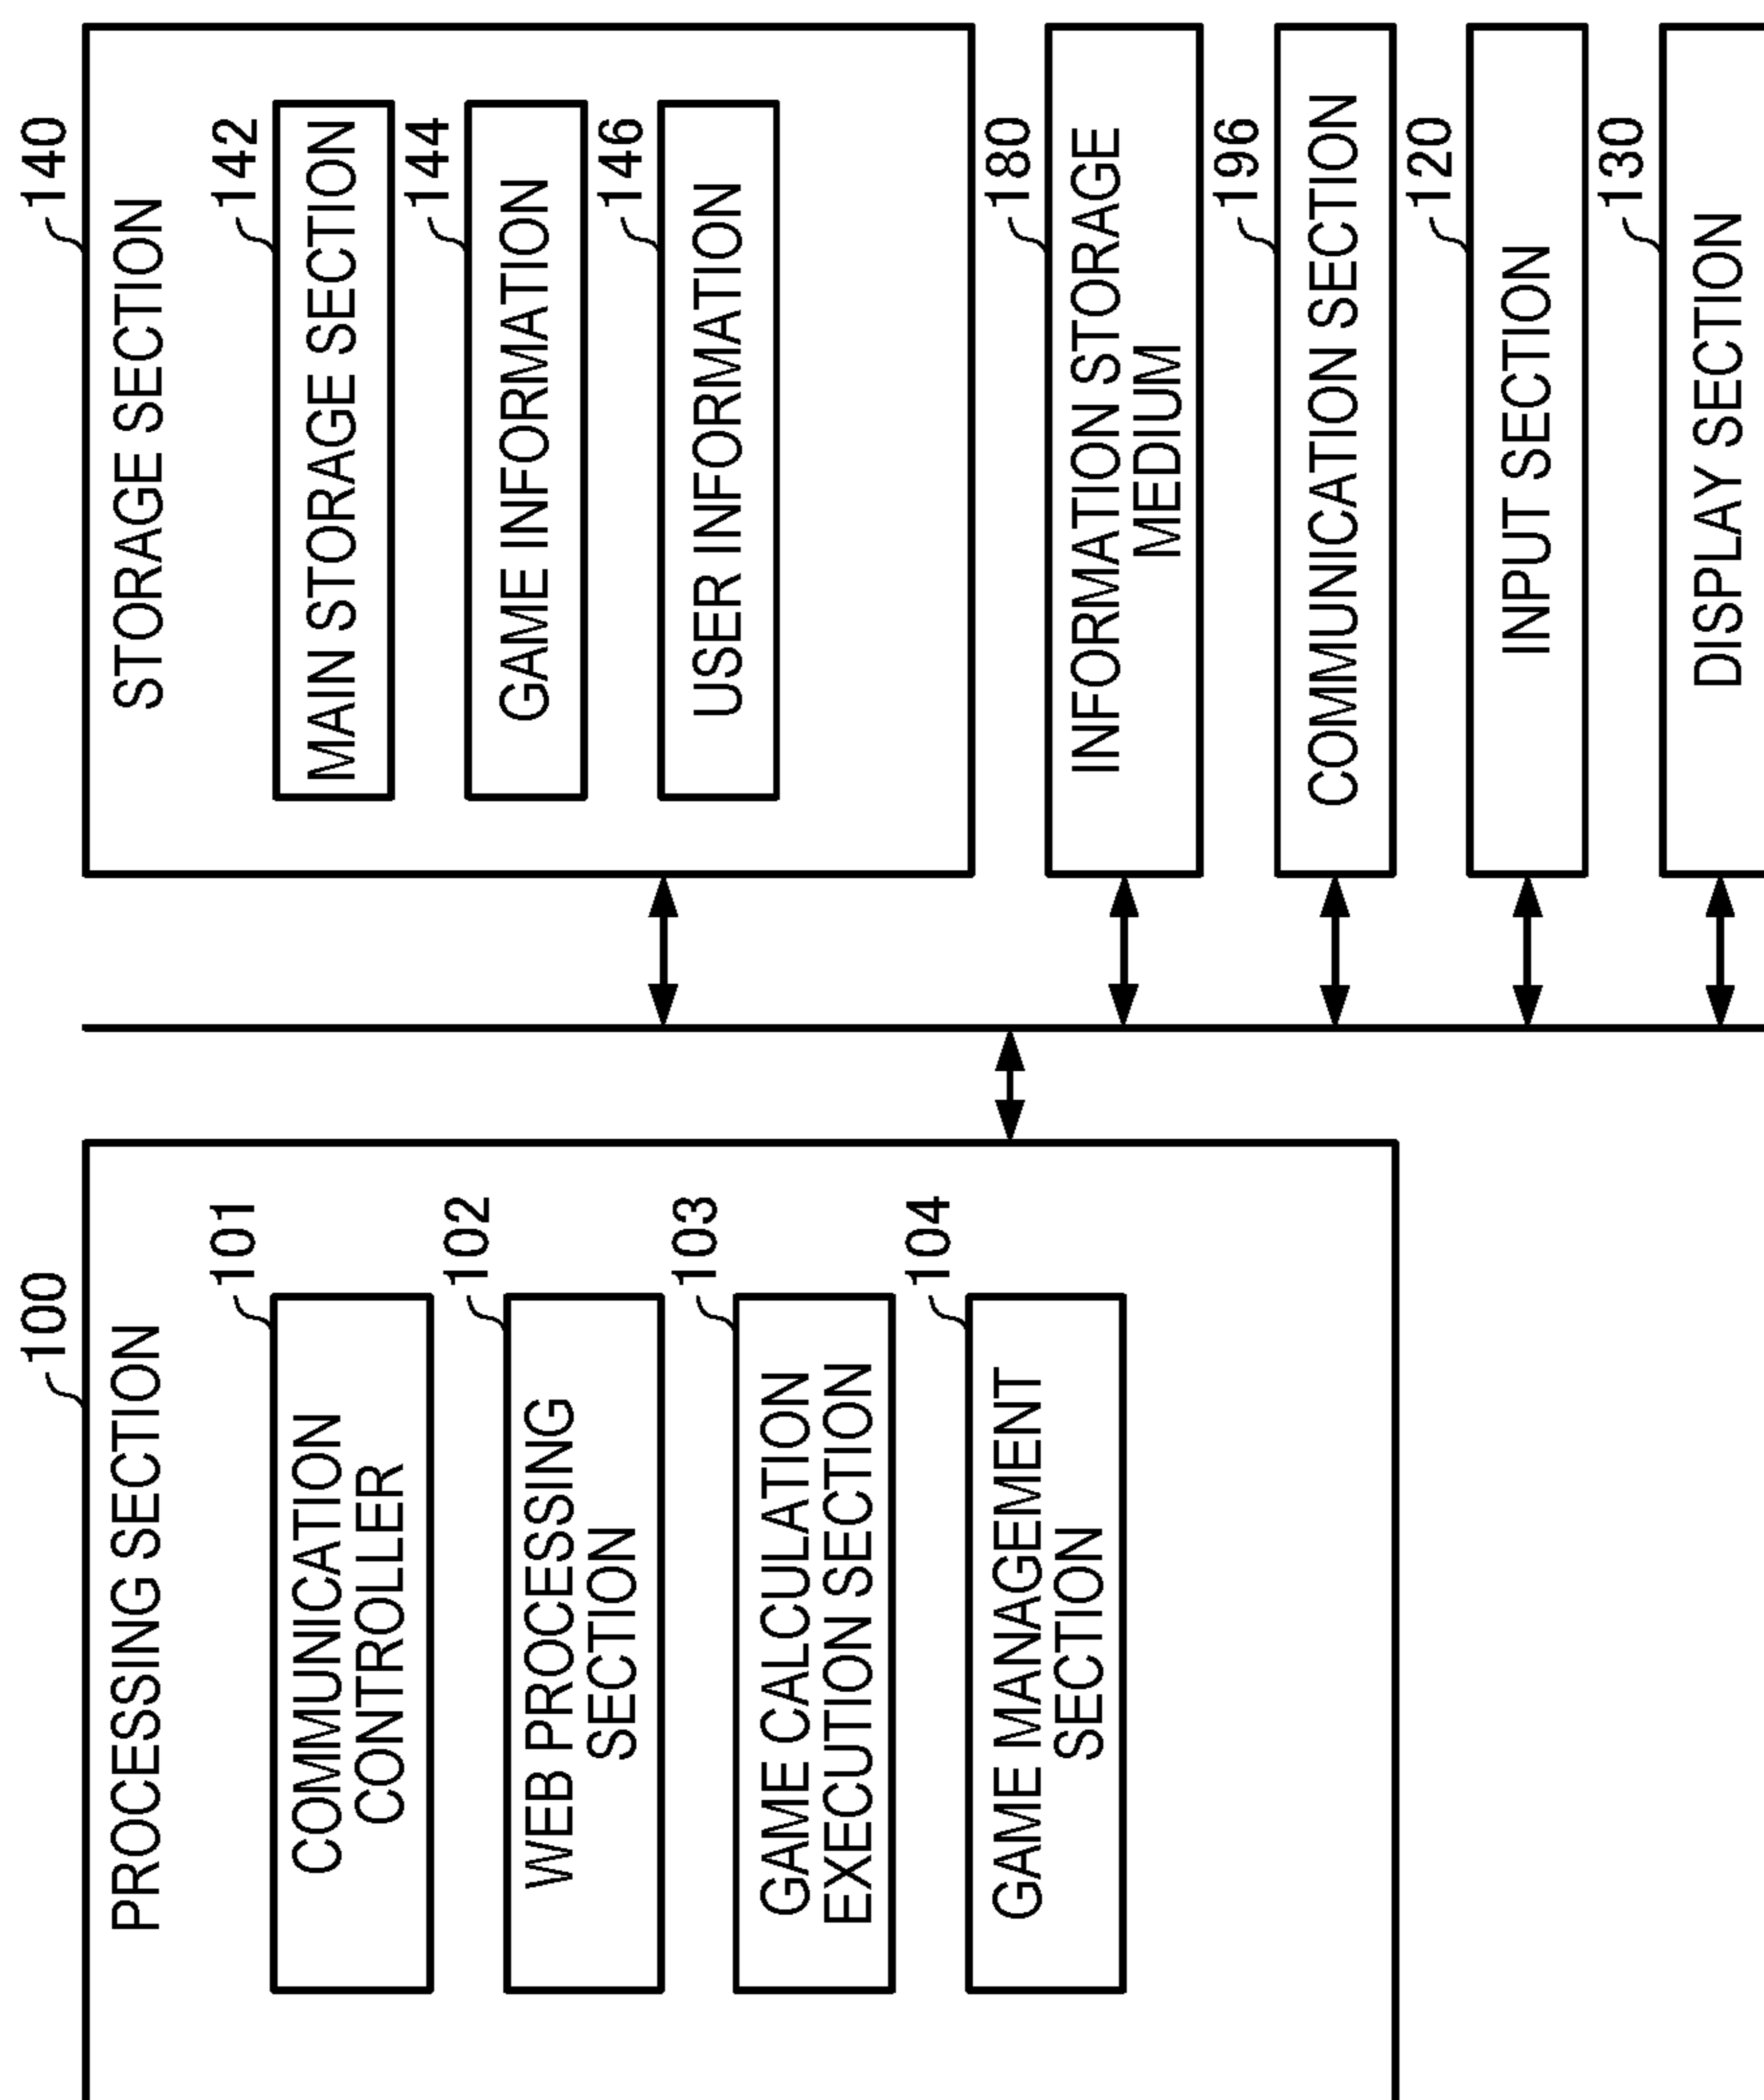 100
PROCESSING SECTION
101
COMMUNICATION
CONTROLLER
102
WEB PROCESSING
SECTION
103
GAME CALCULATION
EXECUTION SECTION
104
GAME MANAGEMENT
SECTION
140
STORAGE SECTION
142
MAIN STORAGE SECTION
144
GAME INFORMATION
146
USER INFORMATION
180
INFORMATION STORAGE
MEDIUM
196
COMMUNICATION SECTION
120
INPUT SECTION
130
DISPLAY SECTION